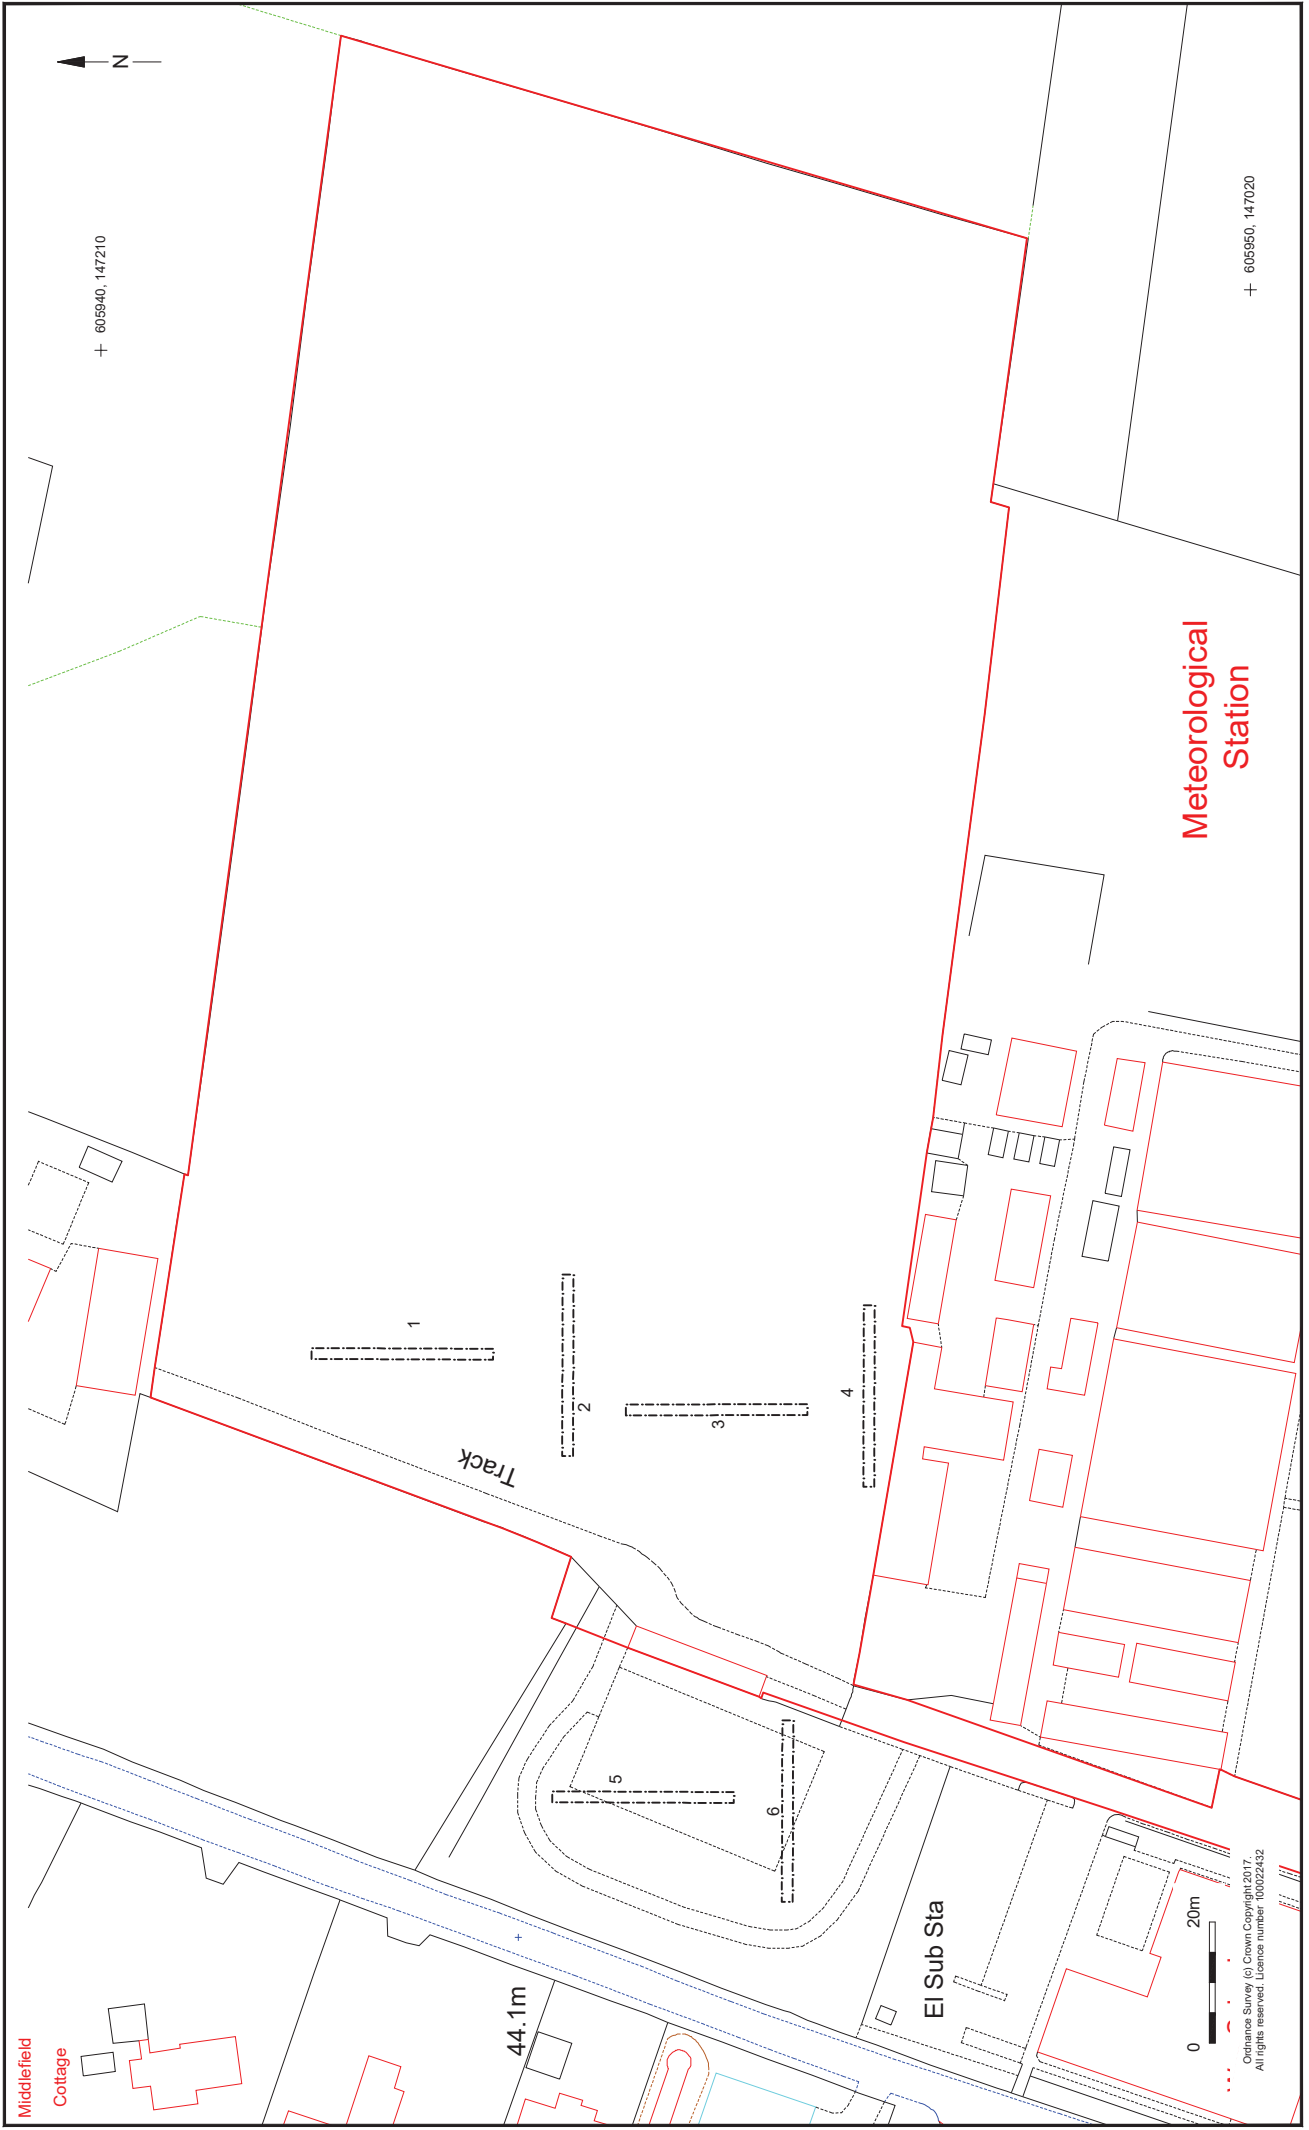 Middlefield
Cottage
N
+ 605940, 147210
1
2
Track
3
4
5
6
44.1m
El Sub Sta
Meteorological
Station
+ 605950, 147020
0
20m
Ordnance Survey (c) Crown Copyright 2017.
All rights reserved. Licence number 100022432